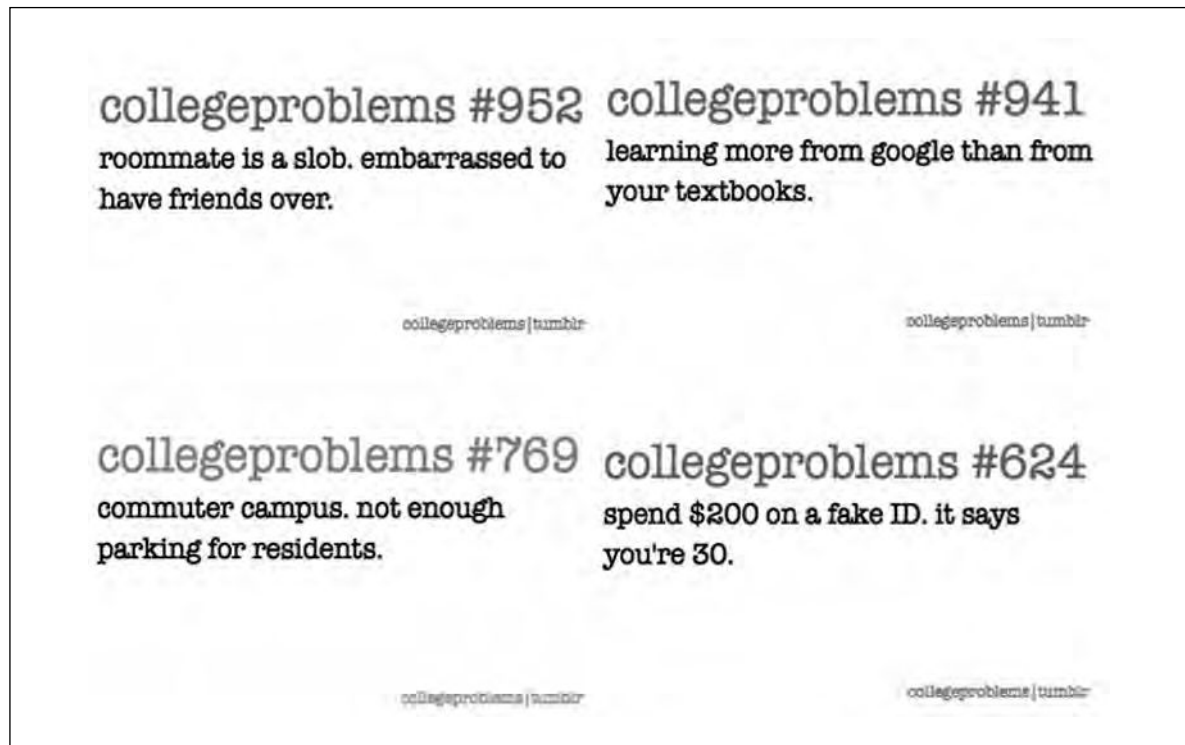 collegeproblems #952
roommate is a slob. embarrassed to
have friends over.
collegeproblems|tumblr
collegeproblems #941
learning more from google than from
your textbooks.
collegeproblems|tumblr
collegeproblems #769
commuter campus. not enough
parking for residents.
collegeproblems|tumblr
collegeproblems #624
spend $200 on a fake ID. it says
you're 30.
collegeproblems|tumblr